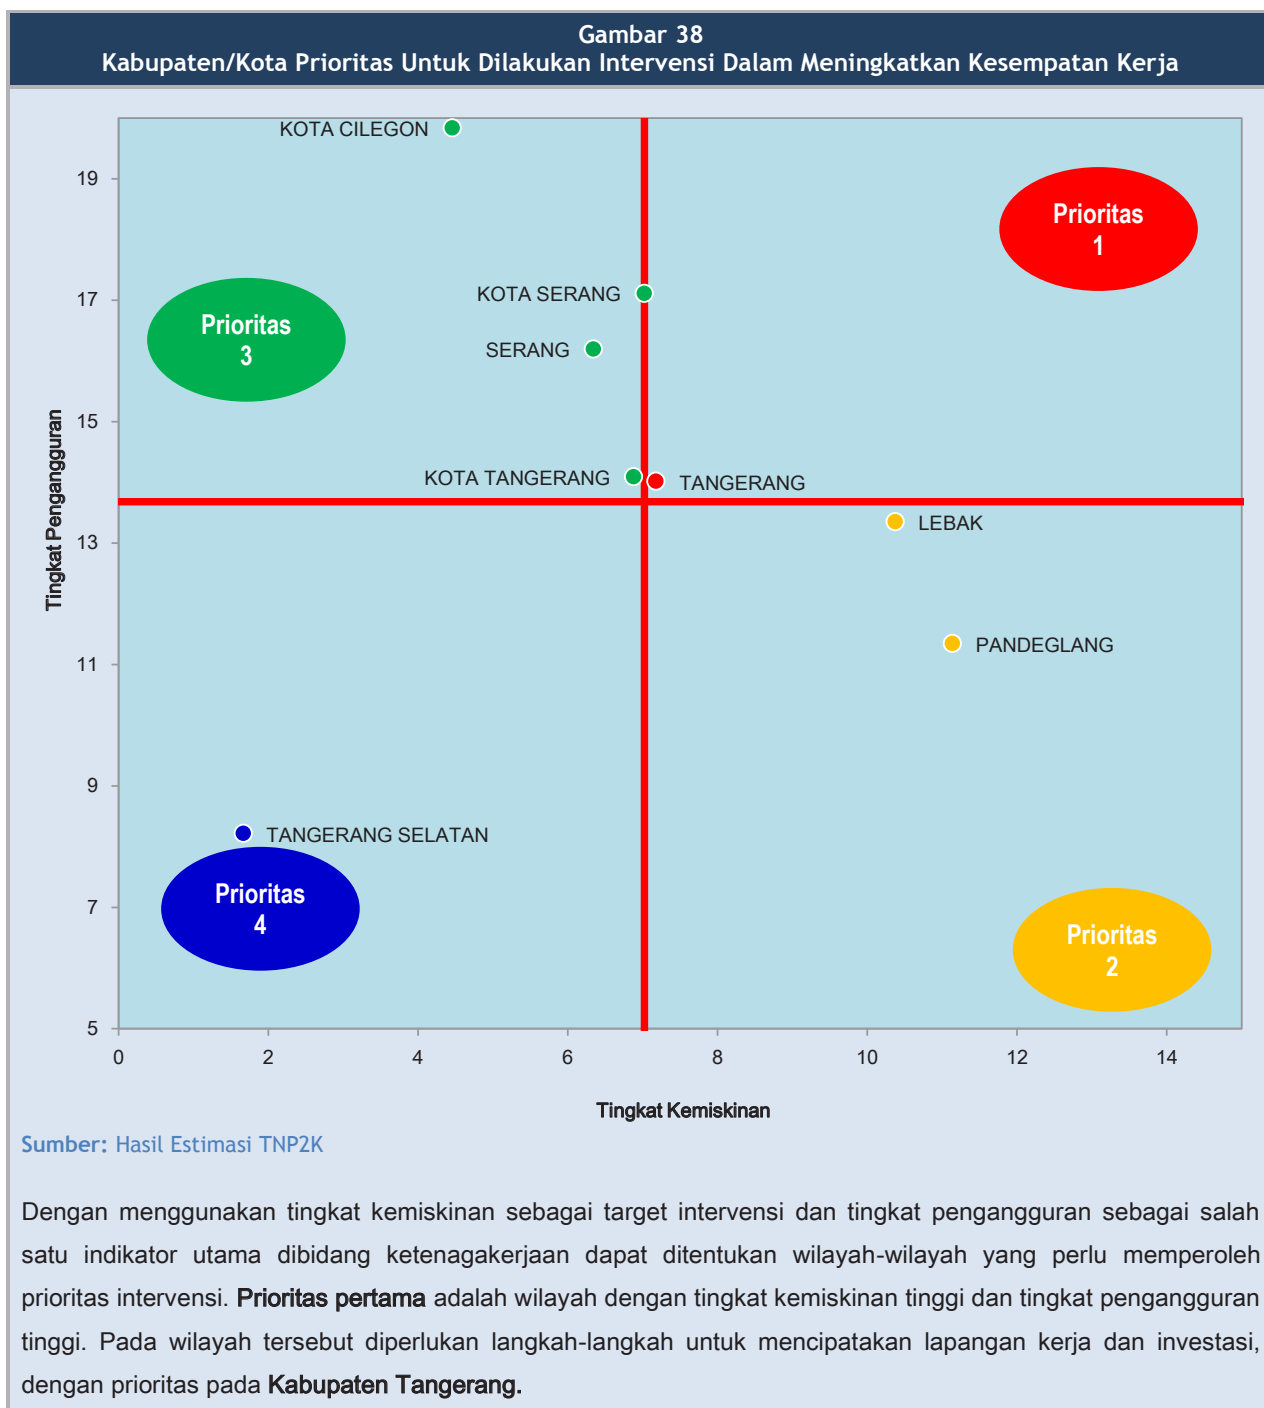 Gambar 38
Kabupaten/Kota Prioritas Untuk Dilakukan Intervensi Dalam Meningkatkan Kesempatan Kerja
KOTA CILEGON
19
Prioritas
1
17
KOTA SERANG
Prioritas
3
SERANG
15
KOTA TANGERANG
TANGERANG
Tingkat Pengangguran
13
LEBAK
11
PANDEGLANG
9
TANGERANG SELATAN
Prioritas
4
7
Prioritas
2
5
0 2 4 6 8 10 12 14
Tingkat Kemiskinan
Sumber: Hasil Estimasi TNP2K
Dengan menggunakan tingkat kemiskinan sebagai target intervensi dan tingkat pengangguran sebagai salah
satu indikator utama dibidang ketenagakerjaan dapat ditentukan wilayah-wilayah yang perlu memperoleh
prioritas intervensi. Prioritas pertama adalah wilayah dengan tingkat kemiskinan tinggi dan tingkat pengangguran
tinggi. Pada wilayah tersebut diperlukan langkah-langkah untuk mencipatakan lapangan kerja dan investasi,
dengan prioritas pada Kabupaten Tangerang.